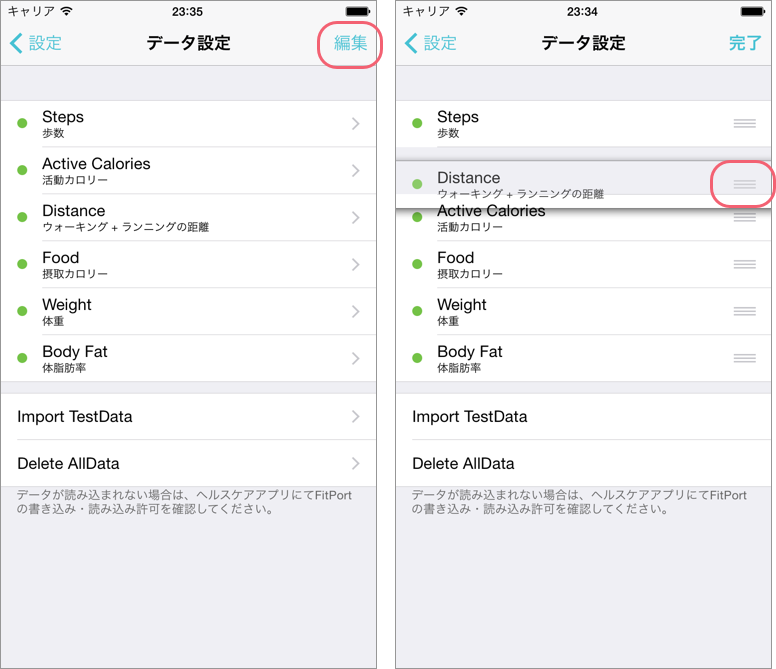 キャリア 23:35
設定 データ設定 編集
Steps
歩数
Active Calories
活動カロリー
Distance
ウォーキング + ランニングの距離
Food
摂取カロリー
Weight
体重
Body Fat
体脂肪率
Import TestData
Delete AllData
データが読み込まれない場合は、ヘルスケアアプリにてFitPort
の書き込み・読み込み許可を確認してください。
キャリア 23:34
設定 データ設定 完了
Steps
歩数
Distance
ウォーキング + ランニングの距離
Active Calories
活動カロリー
Food
摂取カロリー
Weight
体重
Body Fat
体脂肪率
Import TestData
Delete AllData
データが読み込まれない場合は、ヘルスケアアプリにてFitPort
の書き込み・読み込み許可を確認してください。